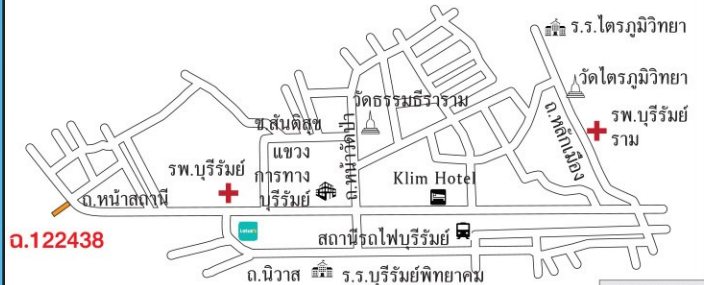 ร.ร.ไตรภูมิวิทยา
วัดไตรภูมิวิทยา
วัดธรรมธีราราม
ถ.หลักเมือง
รพ.บุรีรัมย์
ราม
ซ.สันติสุข
ถ.หน้าวัดป่า
แขวง
การทาง
บุรีรัมย์
รพ.บุรีรัมย์
Klim Hotel
ถ.หน้าสถานี
ฉ.122438
สถานีรถไฟบุรีรัมย์
ถ.นิวาส
ร.ร.บุรีรัมย์พิทยาคม